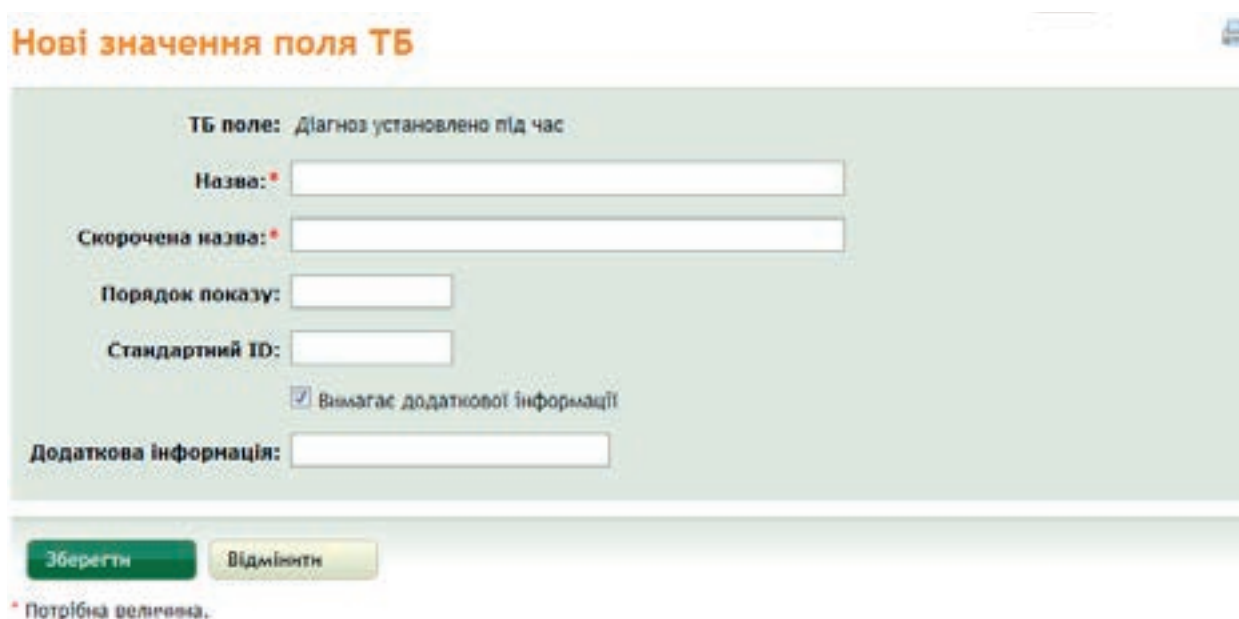 Нові значення поля ТБ
ТБ поле: Діагноз установлено під час
Назва:*
Скорочена назва:*
Порядок показу:
Стандартний ID:
Вимагає додаткової інформації
Додаткова інформація:
Зберегти Відмінити
* Потрібна величина.